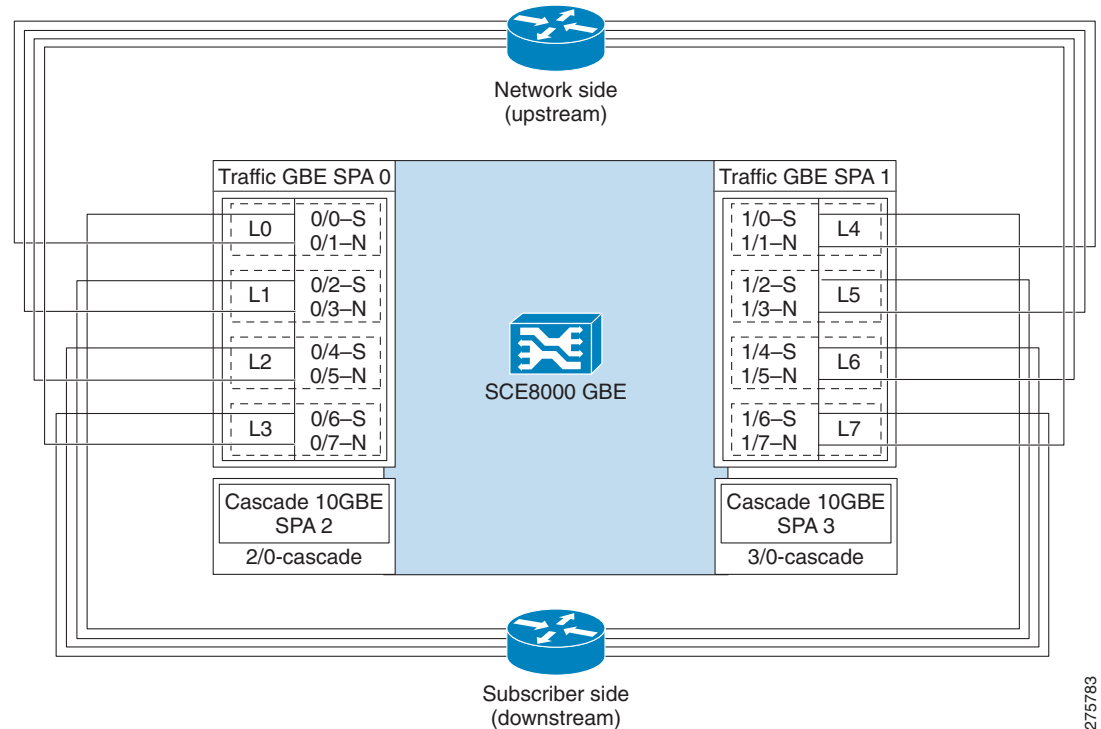 Network side
(upstream)
Traffic GBE SPA 0
L0
0/0–S
0/1–N
L1
0/2–S
0/3–N
L2
0/4–S
0/5–N
L3
0/6–S
0/7–N
Cascade 10GBE
SPA 2
2/0-cascade
SCE8000 GBE
Traffic GBE SPA 1
1/0–S
1/1–N
L4
1/2–S
1/3–N
L5
1/4–S
1/5–N
L6
1/6–S
1/7–N
L7
Cascade 10GBE
SPA 3
3/0-cascade
Subscriber side
(downstream)
275783